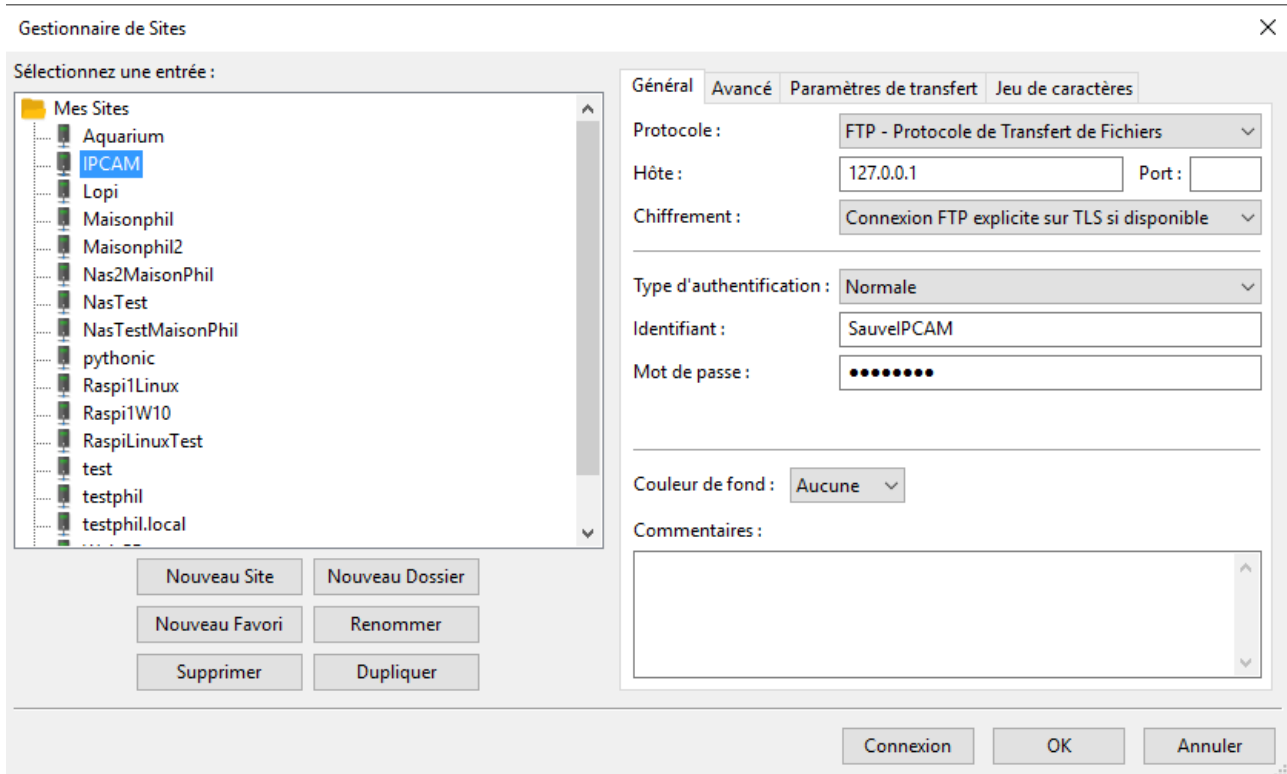 Gestionnaire de Sites
Sélectionnez une entrée :
Mes Sites
Aquarium
IPCAM
Lopi
Maisonphil
Maisonphil2
Nas2MaisonPhil
NasTest
NasTestMaisonPhil
pythonic
Raspi1Linux
Raspi1W10
RaspiLinuxTest
test
testphil
testphil.local
Nouveau Site Nouveau Dossier
Nouveau Favori Renommer
Supprimer Dupliquer
Général Avancé Paramètres de transfert Jeu de caractères
Protocole : FTP - Protocole de Transfert de Fichiers
Hôte : 127.0.0.1 Port :
Chiffrement : Connexion FTP explicite sur TLS si disponible
Type d'authentification : Normale
Identifiant : SauveIPCAM
Mot de passe : ●●●●●●●●
Couleur de fond : Aucune
Commentaires :
Connexion OK Annuler